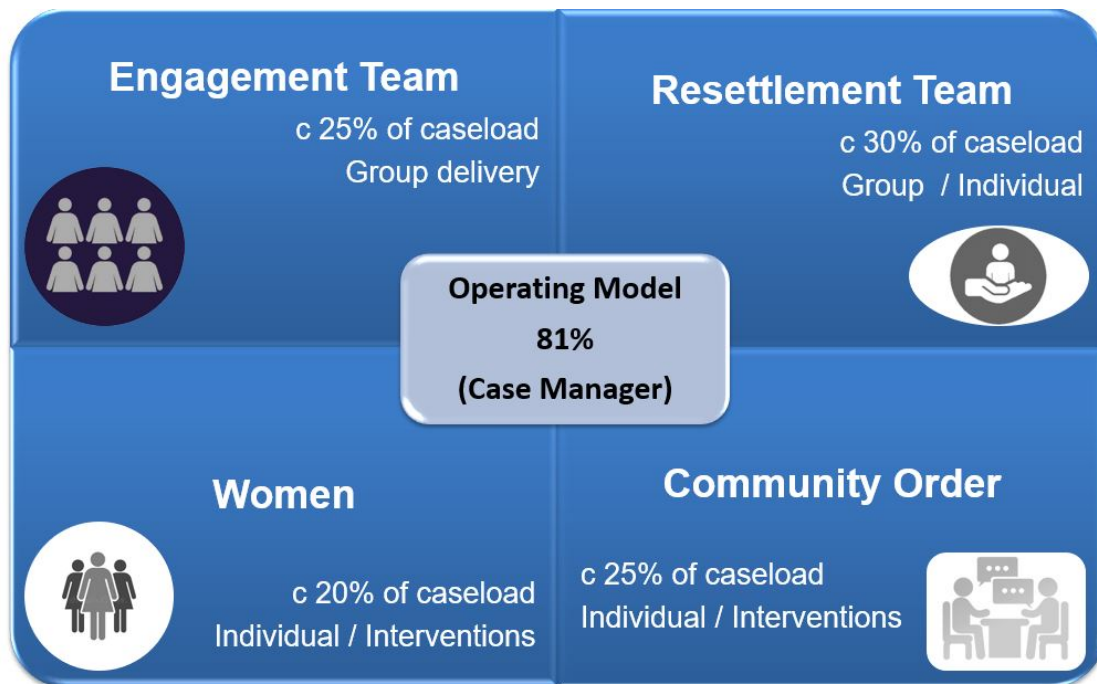 Engagement Team
c 25% of caseload
Group delivery
Resettlement Team
c 30% of caseload
Group / Individual
Operating Model
81%
(Case Manager)
Women
c 20% of caseload
Individual / Interventions
Community Order
c 25% of caseload
Individual / Interventions